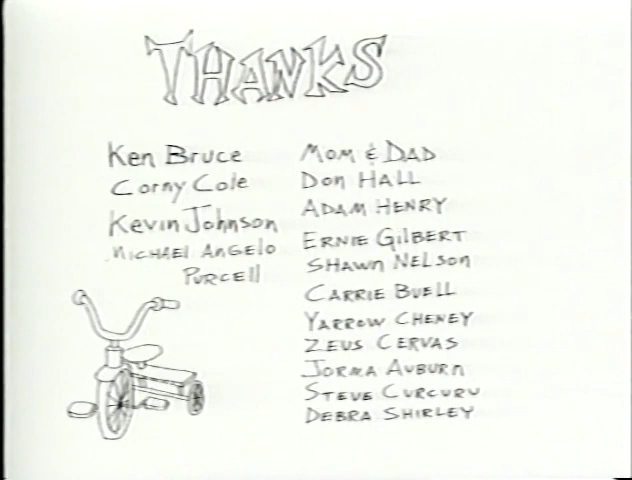 THANKS
Ken Bruce
Corny Cole
Kevin Johnson
MICHAEL ANGELO
PURCEll
MOM & DAD
DON HALL
ADAM HENRY
ERNIE GilBERT
SHAWN NELSON
CARRIE BUELL
YARROW CHENEY
ZEUS CERVAS
JORMA AUBURN
STEVE CURCURU
DEBRA SHIRLEY